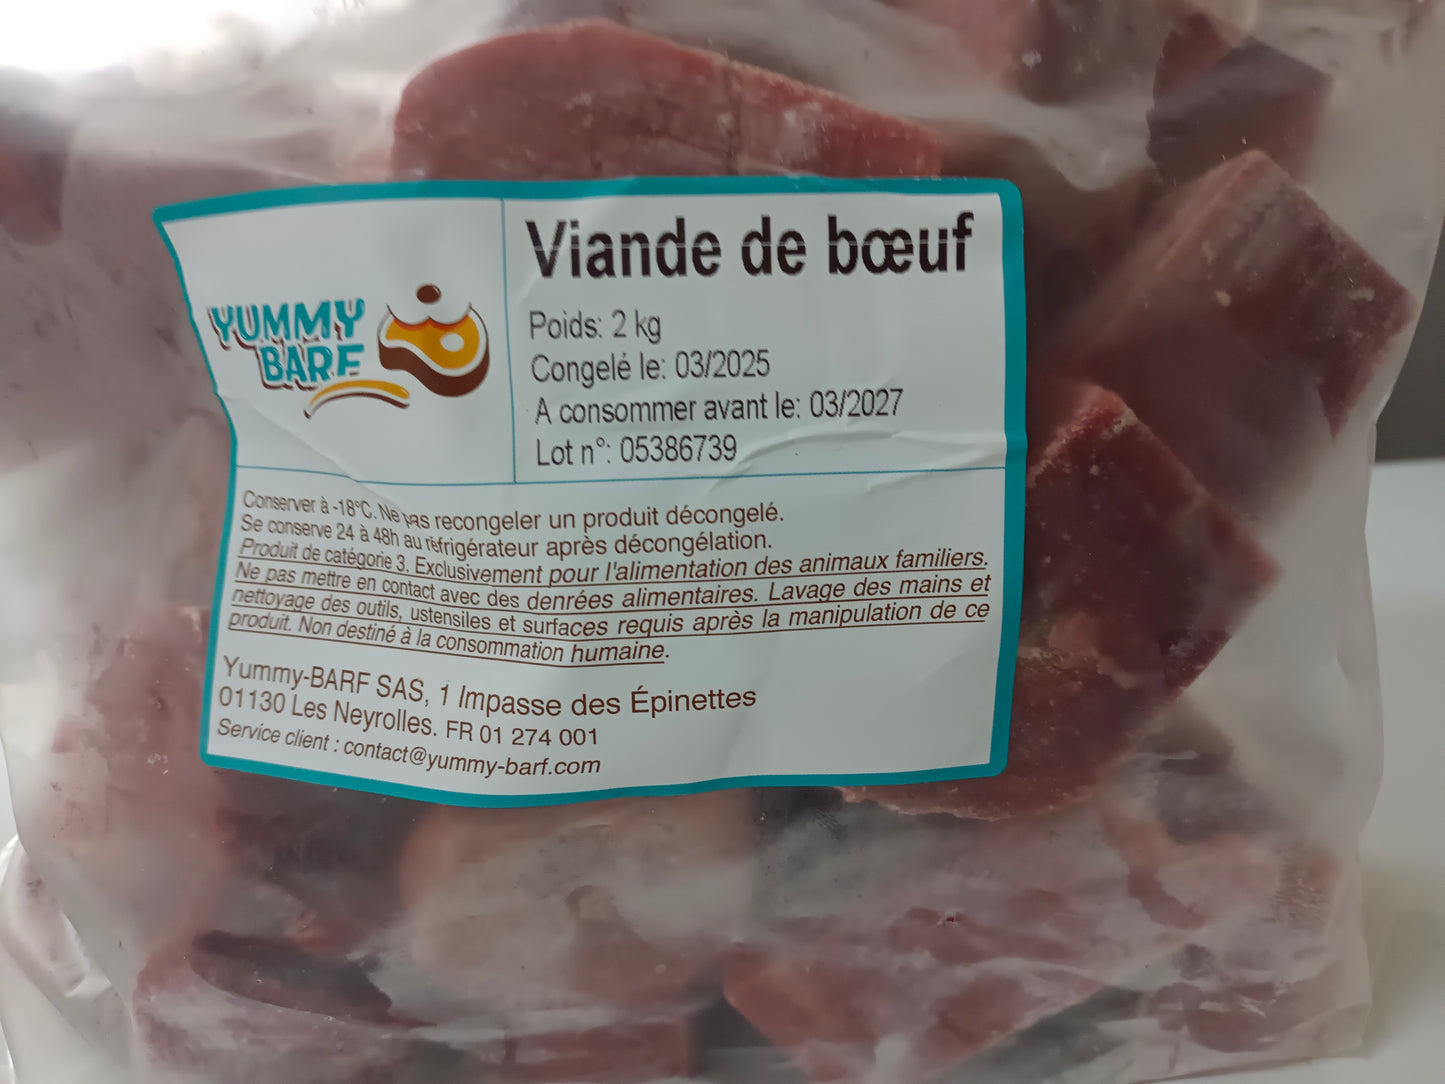 YUMMY
BARF
Viande de bœuf
Poids: 2 kg
Congelé le: 03/2025
A consommer avant le: 03/2027
Lot n°: 05386739
Conserver à -18°C. Ne pas recongeler un produit décongelé.
Se conserve 24 à 48h au réfrigérateur après décongélation.
Produit de catégorie 3. Exclusivement pour l'alimentation des animaux familiers.
Ne pas mettre en contact avec des denrées alimentaires. Lavage des mains et
nettoyage des outils, ustensiles et surfaces requis après la manipulation de ce
produit. Non destiné à la consommation humaine.
Yummy-BARF SAS, 1 Impasse des Épinettes
01130 Les Neyrolles. FR 01 274 001
Service client : contact@yummy-barf.com